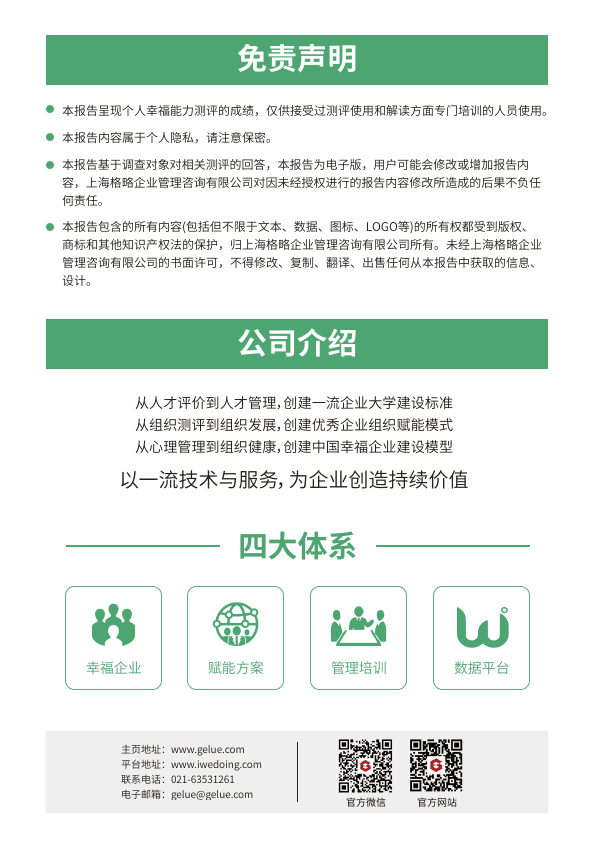 免责声明
本报告呈现个人幸福能力测评的成绩，仅供接受过测评使用和解读方面专门培训的人员使用。
本报告内容属于个人隐私，请注意保密。
本报告基于调查对象对相关测评的回答，本报告为电子版，用户可能会修改或增加报告内
容，上海格略企业管理咨询有限公司对因未经授权进行的报告内容修改所造成的后果不负任
何责任。
本报告包含的所有内容(包括但不限于文本、数据、图标、LOGO等)的所有权都受到版权、
商标和其他知识产权法的保护，归上海格略企业管理咨询有限公司所有。未经上海格略企业
管理咨询有限公司的书面许可，不得修改、复制、翻译、出售任何从本报告中获取的信息、
设计。
公司介绍
从人才评价到人才管理，创建一流企业大学建设标准
从组织测评到组织发展，创建优秀企业组织赋能模式
从心理管理到组织健康，创建中国幸福企业建设模型
以一流技术与服务，为企业创造持续价值
四大体系
幸福企业
赋能方案
管理培训
数据平台
主页地址：www.gelue.com
平台地址：www.iwedoing.com
联系电话：021-63531261
电子邮箱：gelue@gelue.com
官方微信
官方网站